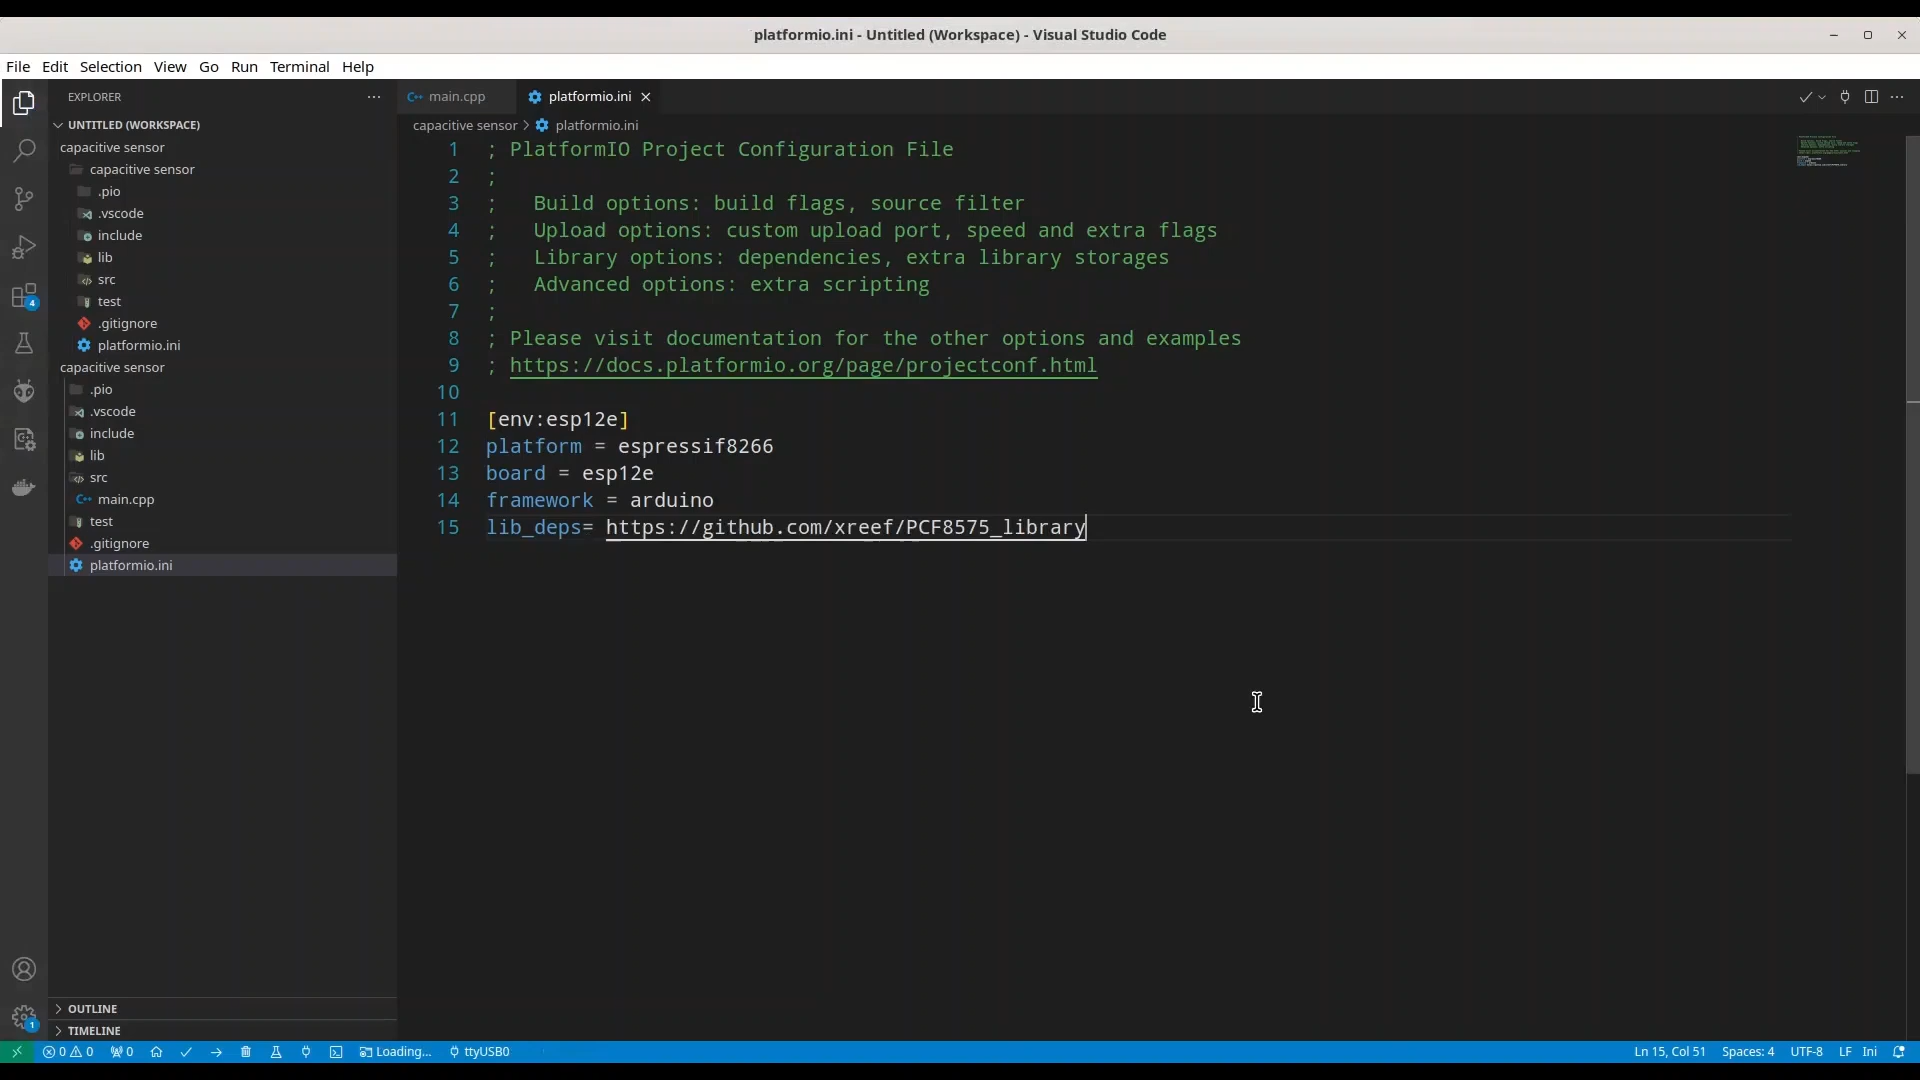 platformio.ini - Untitled (Workspace) - Visual Studio Code
File Edit Selection View Go Run Terminal Help
EXPLORER
UNTITLED (WORKSPACE)
capacitive sensor
capacitive sensor
.pio
.vscode
include
lib
src
test
.gitignore
platformio.ini
capacitive sensor
.pio
.vscode
include
lib
src
main.cpp
test
.gitignore
platformio.ini
OUTLINE
TIMELINE
4
1
main.cpp platformio.ini
capacitive sensor > platformio.ini
1 ; PlatformIO Project Configuration File
2 ;
3 ;   Build options: build flags, source filter
4 ;   Upload options: custom upload port, speed and extra flags
5 ;   Library options: dependencies, extra library storages
6 ;   Advanced options: extra scripting
7 ;
8 ; Please visit documentation for the other options and examples
9 ; https://docs.platformio.org/page/projectconf.html
10
11 [env:esp12e]
12 platform = espressif8266
13 board = esp12e
14 framework = arduino
15 lib_deps= https://github.com/xreef/PCF8575_library
0 0 0 Loading... ttyUSB0 Ln 15, Col 51 Spaces: 4 UTF-8 LF Ini